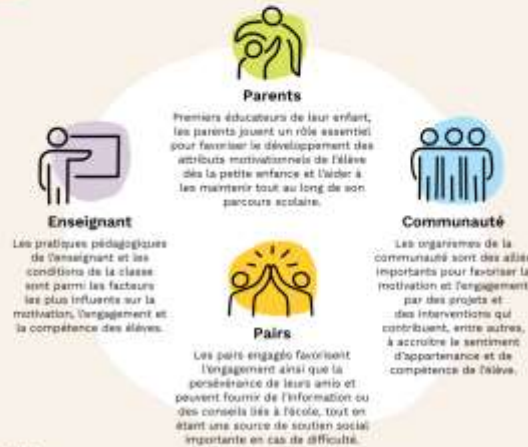 Parents
Premiers éducateurs de leur enfant,
les parents jouent un rôle essentiel
pour favoriser le développement des
attributs motivationnels de l'élève
dès la petite enfance et l'aider à
les maintenir tout au long de son
parcours scolaire.
Enseignant
Les pratiques pédagogiques
de l'enseignant et les
conditions de la classe
sont parmi les facteurs
les plus influents sur la
motivation, l'engagement et
la compétence des élèves.
Communauté
Les organismes de la
communauté sont des allié
importants pour favoriser la
motivation et l'engagement
par des projets et
des interventions qui
contribuent, entre autres,
à accroître le sentiment
d'appartenance et de
compétence de l'élève.
Pairs
Les pairs engagés favorisent
l'engagement ainsi que la
persévérance de leurs amis et
peuvent fournir de l'information ou
des conseils liés à l'école, tout en
étant une source de soutien social
importante en cas de difficulté.